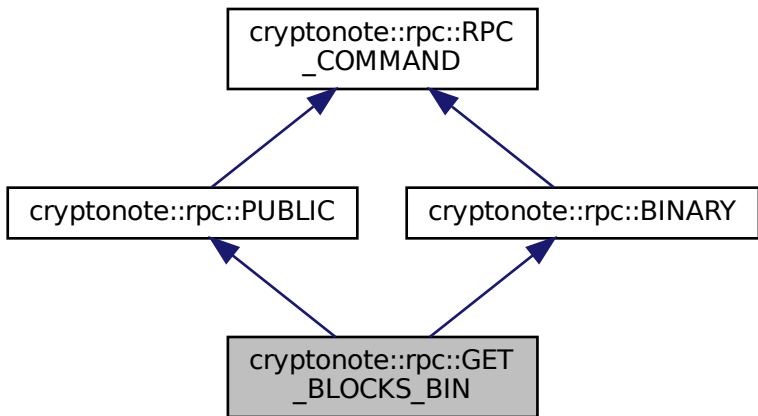 cryptonote::rpc::RPC
_COMMAND
cryptonote::rpc::PUBLIC
cryptonote::rpc::BINARY
cryptonote::rpc::GET
_BLOCKS_BIN